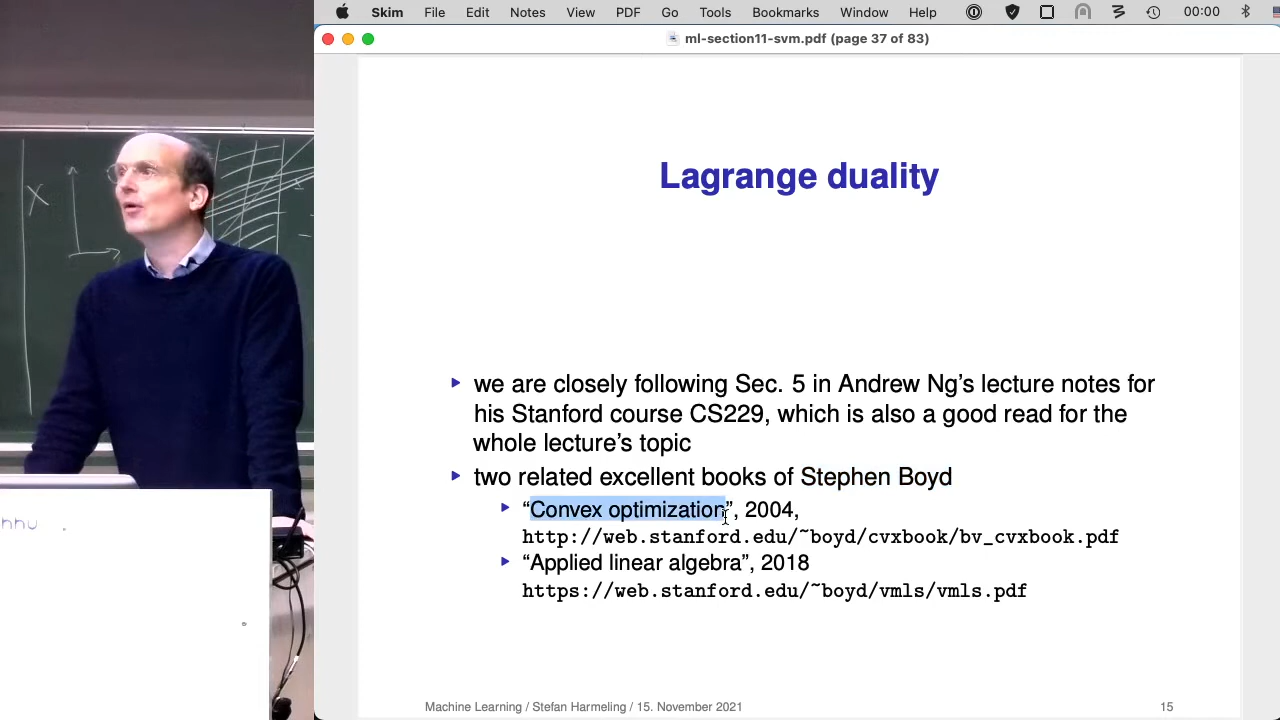 Skim File Edit Notes View PDF Go Tools Bookmarks Window Help 00:00
ml-section11-svm.pdf (page 37 of 83)
X
Lagrange duality
we are closely following Sec. 5 in Andrew Ng's lecture notes for
his Stanford course CS229, which is also a good read for the
whole lecture's topic
two related excellent books of Stephen Boyd
“Convex optimization”, 2004,
http://web.stanford.edu/~boyd/cvxbook/bv_cvxbook.pdf
“Applied linear algebra”, 2018
https://web.stanford.edu/~boyd/vmls/vmls.pdf
Machine Learning / Stefan Harmeling / 15. November 2021 15